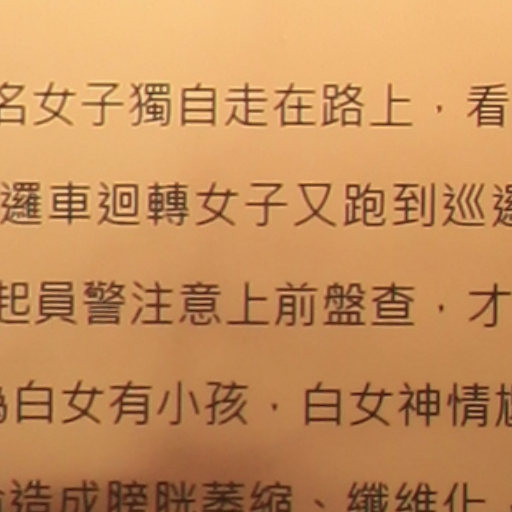 名女子獨自走在路上，看
邏車迴轉女子又跑到巡邏
起員警注意上前盤查，才
為白女有小孩，白女神情尷
造成膀胱萎縮、纖維化